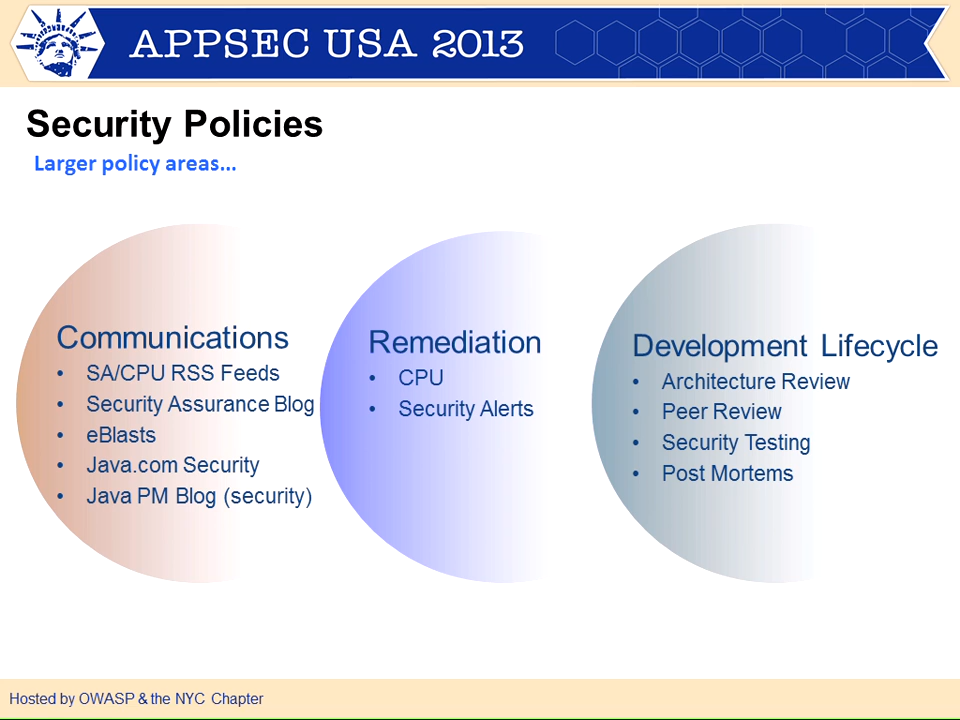 APPSEC USA 2013
Security Policies
Larger policy areas...
Communications
• SA/CPU RSS Feeds
• Security Assurance Blog
• eBlasts
• Java.com Security
• Java PM Blog (security)
Remediation
• CPU
• Security Alerts
Development Lifecycle
• Architecture Review
• Peer Review
• Security Testing
• Post Mortems
Hosted by OWASP & the NYC Chapter